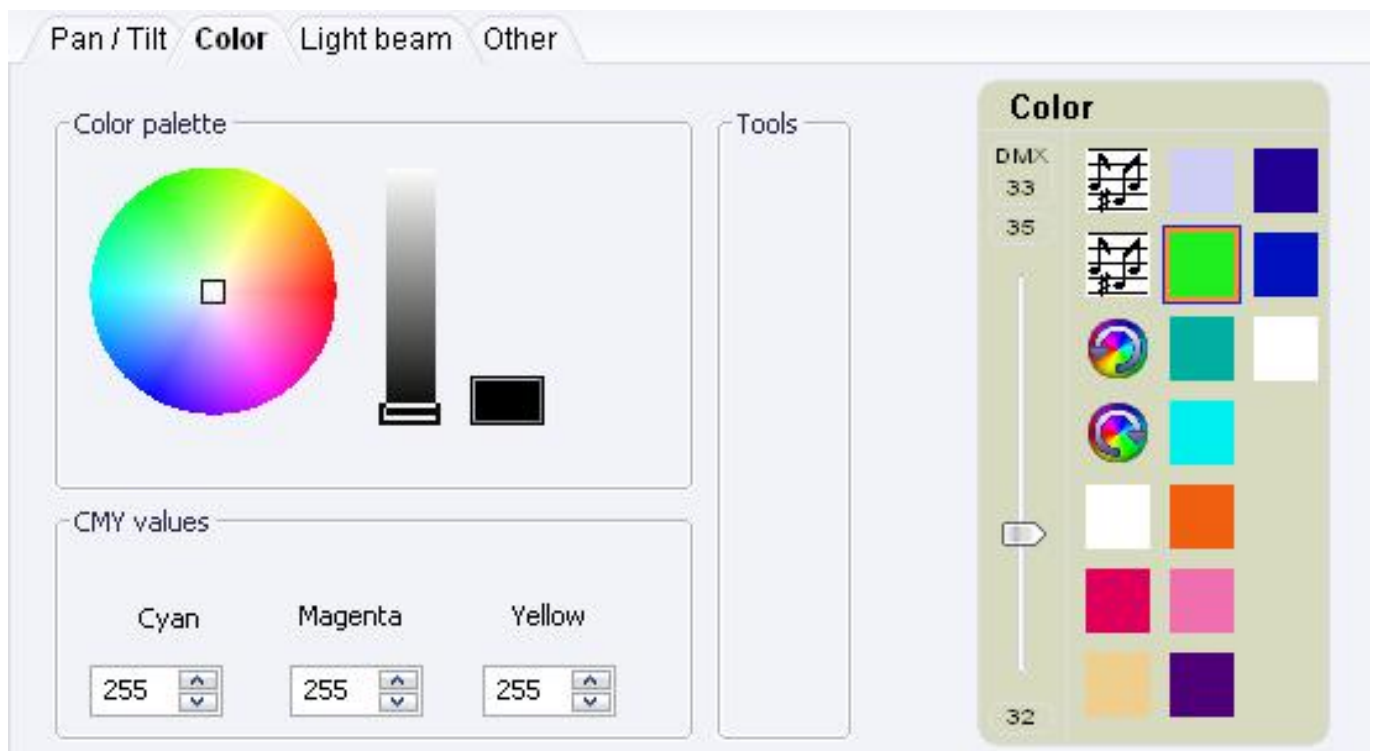 Pan / Tilt Color Light beam Other
Color palette
Tools
CMY values
Cyan Magenta Yellow
255 255 255
Color
DMX
33
35
32